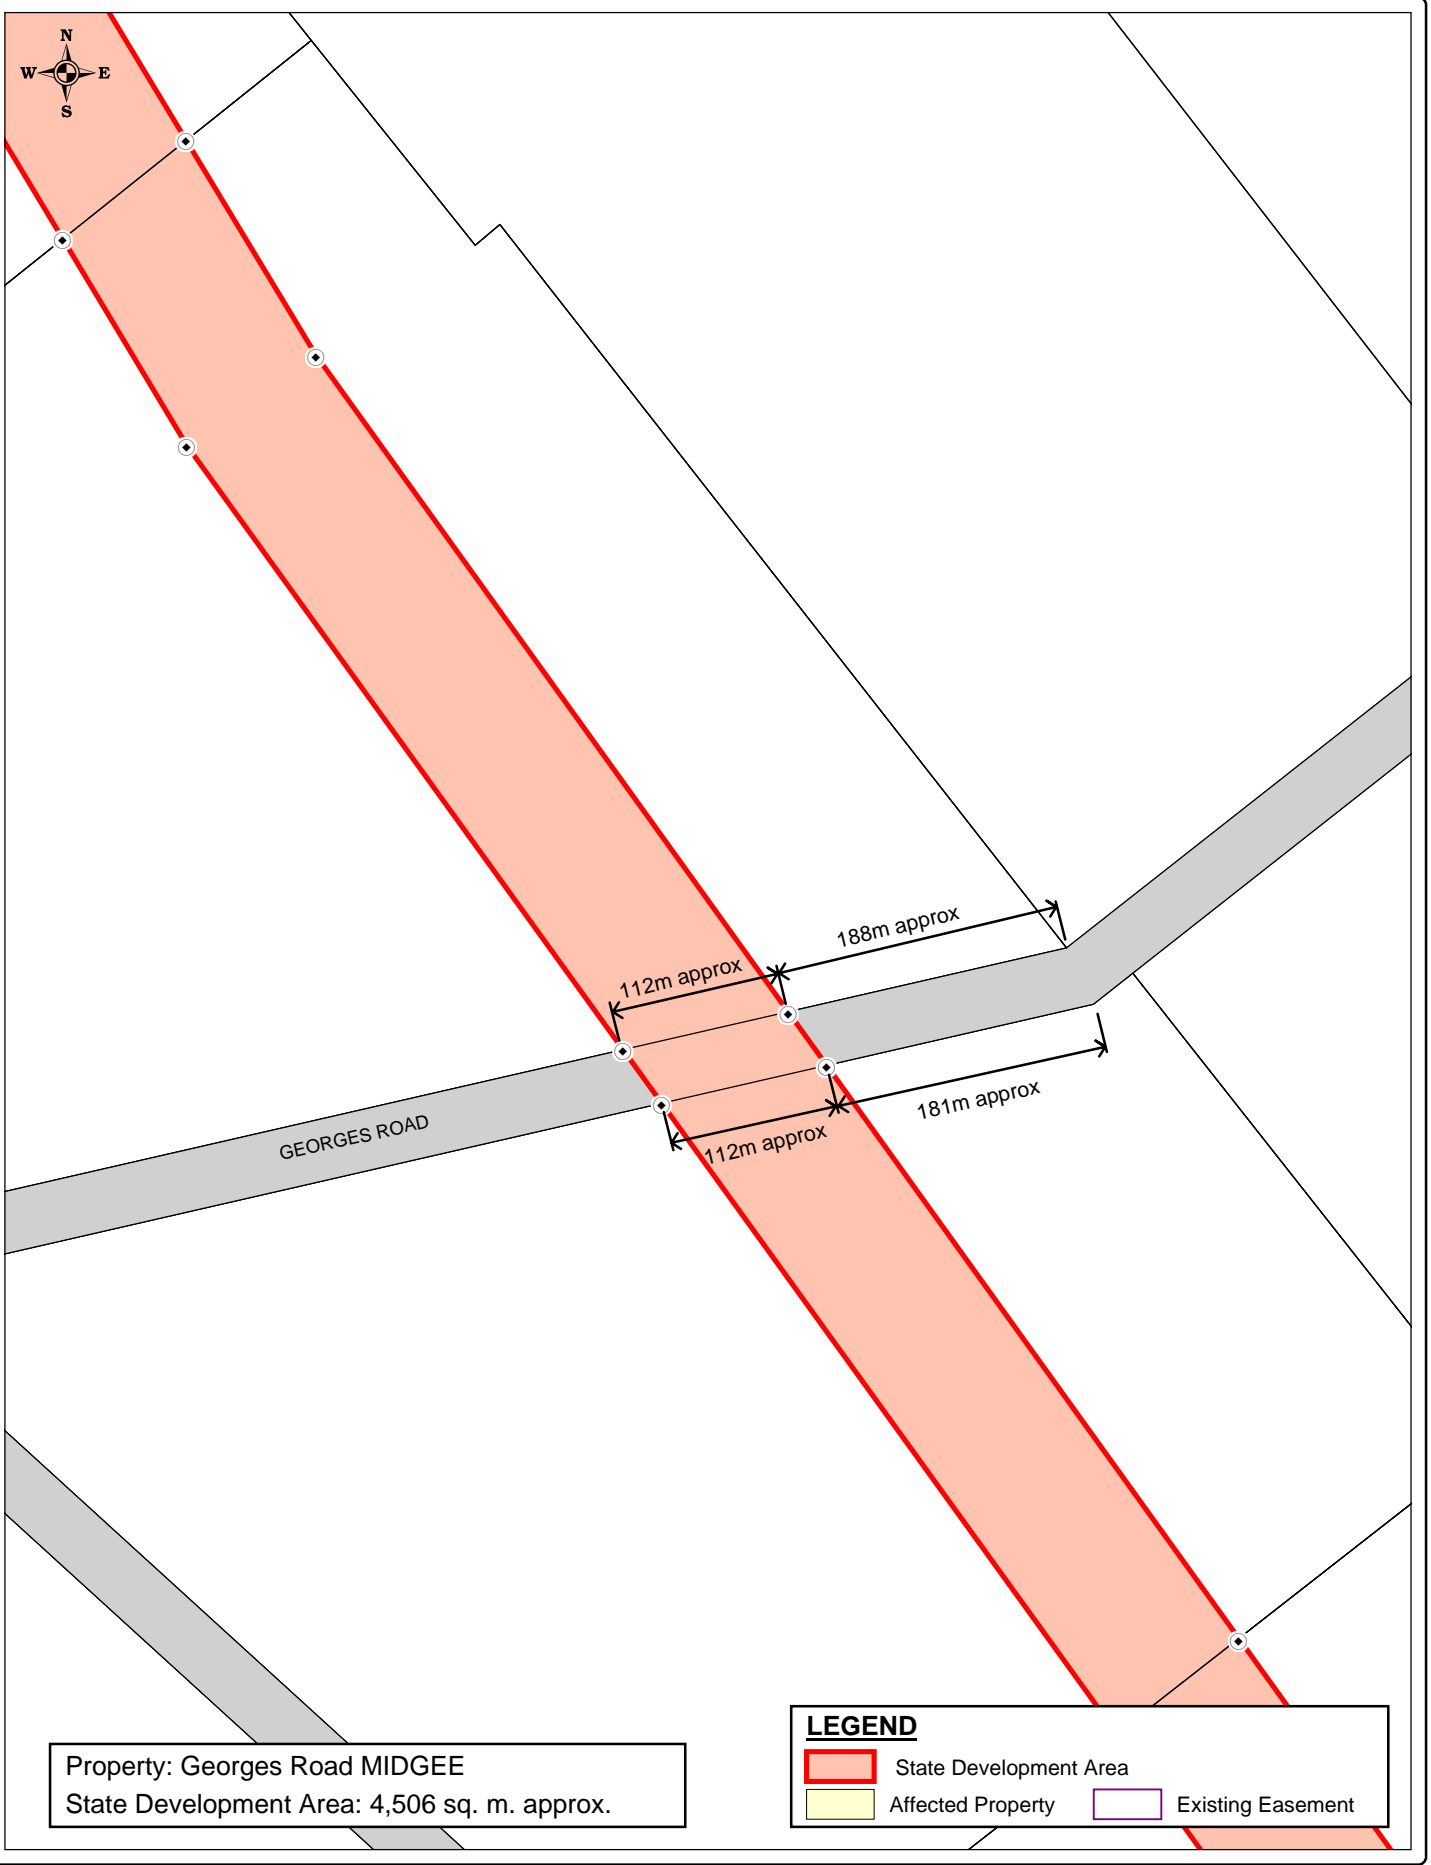 N
W E
S
188m approx
112m approx
181m approx
112m approx
GEORGES ROAD
Property: Georges Road MIDGEE
State Development Area: 4,506 sq. m. approx.
LEGEND
State Development Area
Affected Property
Existing Easement